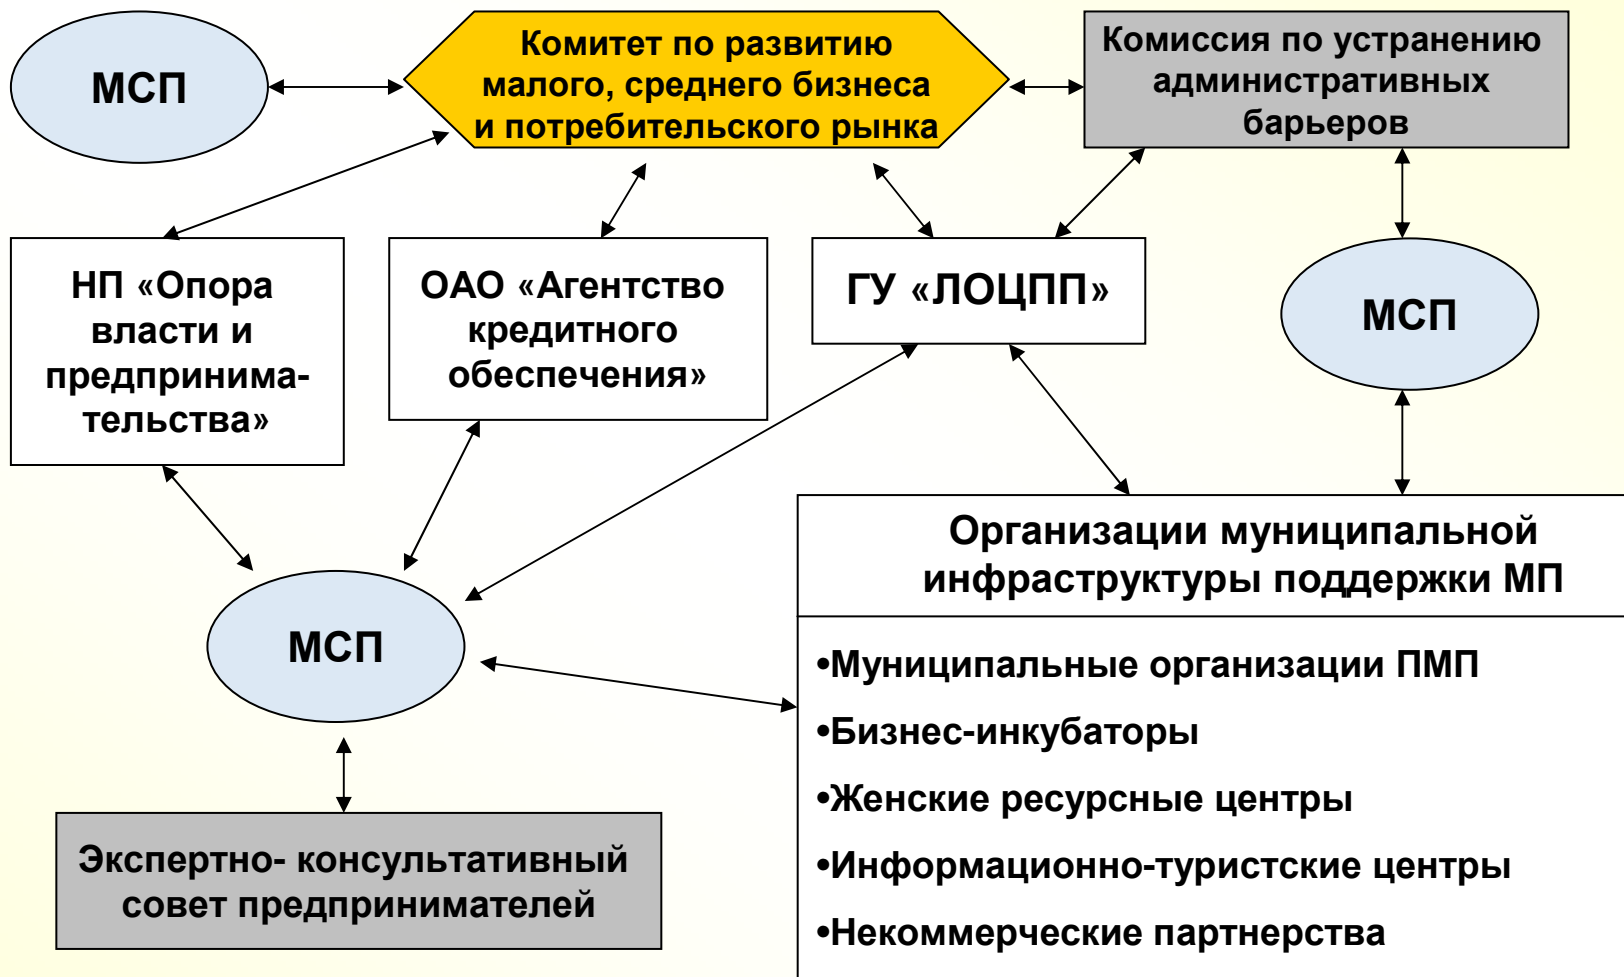 МСП
Комитет по развитию
малого, среднего бизнеса
и потребительского рынка
Комиссия по устранению
административных
барьеров
НП «Опора
власти и
предпринима-
тельства»
ОАО «Агентство
кредитного
обеспечения»
ГУ «ЛОЦПП»
МСП
МСП
Организации муниципальной
инфраструктуры поддержки МП
•Муниципальные организации ПМП
•Бизнес-инкубаторы
•Женские ресурсные центры
•Информационно-туристские центры
•Некоммерческие партнерства
Экспертно- консультативный
совет предпринимателей